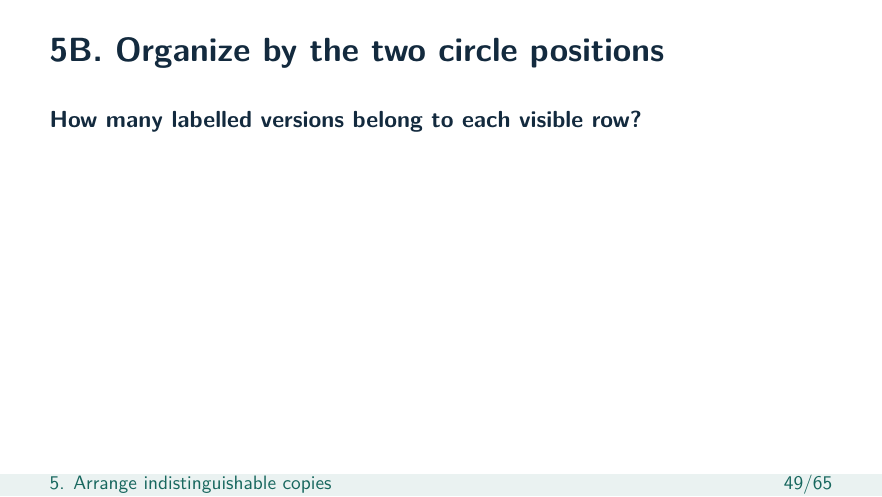 5B. Organize by the two circle positions
How many labelled versions belong to each visible row?
5. Arrange indistinguishable copies
49/65